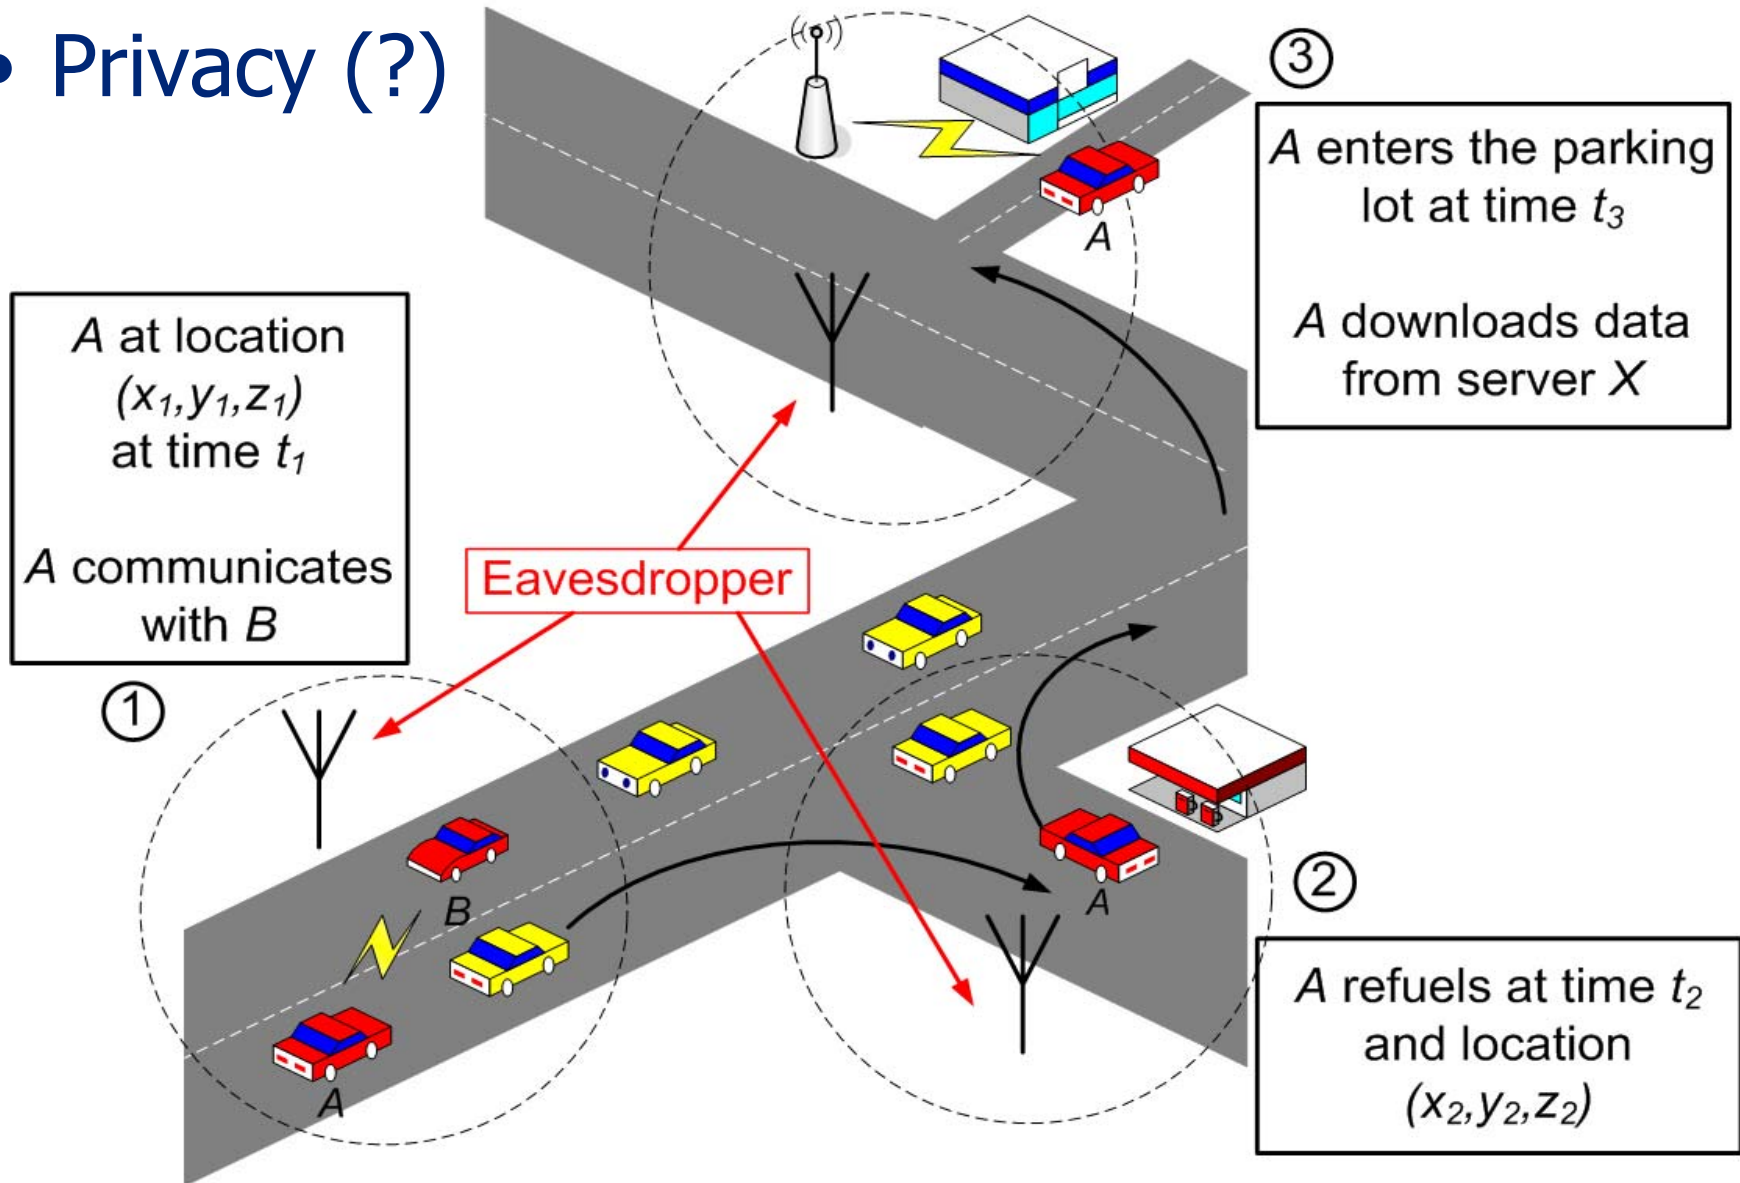 • Privacy (?)
3
A enters the parking
lot at time t₃
A downloads data
from server X
A
A at location
(x₁,y₁,z₁)
at time t₁
A communicates
with B
Eavesdropper
1
B
A
A
2
A refuels at time t₂
and location
(x₂,y₂,z₂)